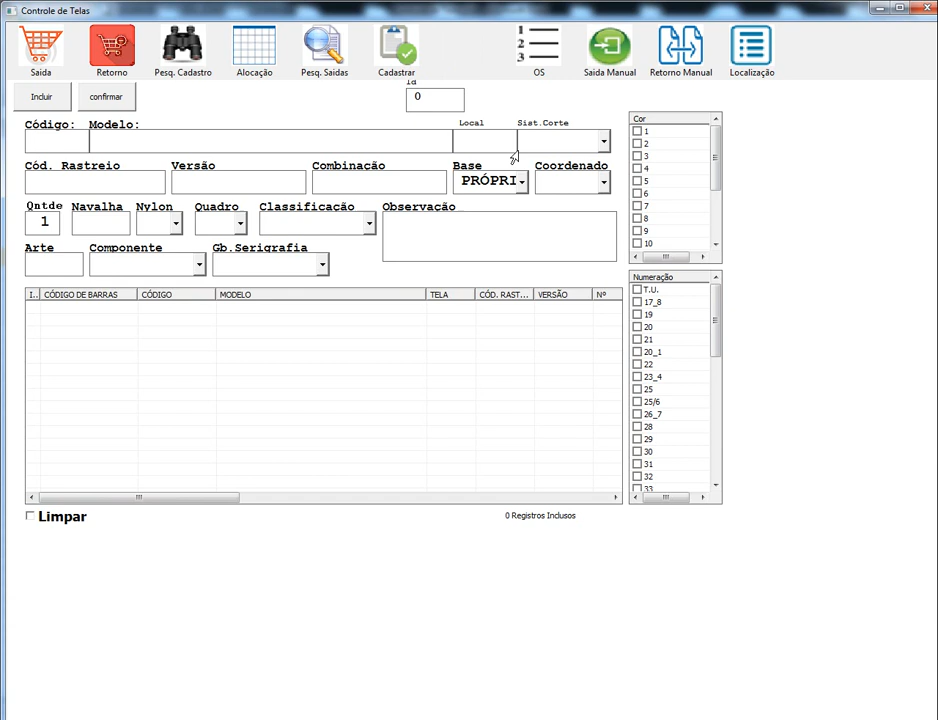 Controle de Telas
Saida Retorno Pesq. Cadastro Alocação Pesq. Saidas Cadastrar 1 2 3 OS Saida Manual Retorno Manual Localização
Incluir confirmar
0
Código: Modelo: Local Sist.Corte
Cód. Rastreio Versão Combinação Base Coordenado
PRÓPRI
Qntde Navalha Nylon Quadro Classificação Observação
1
Arte Componente Gb.Serigrafia
I.. CÓDIGO DE BARRAS CÓDIGO MODELO TELA CÓD. RAST... VERSÃO Nº
Limpar 0 Registros Inclusos
Cor
1
2
3
4
5
6
7
8
9
10
Numeração
T.U.
17_8
19
20
21
20_1
22
23_4
25
25/6
26_7
28
29
30
31
32
33